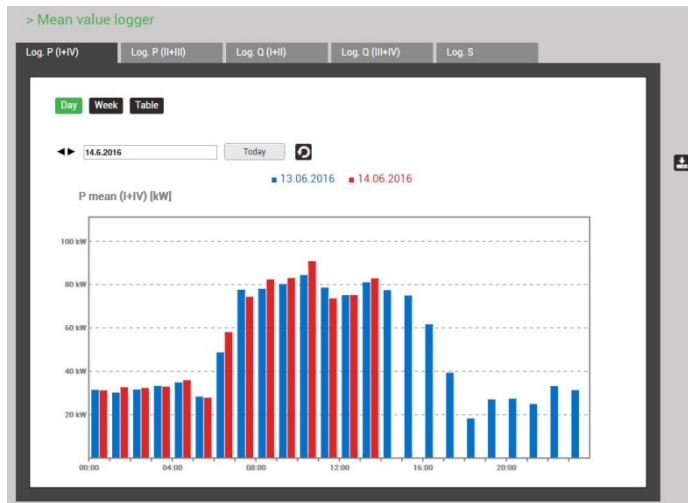 > Mean value logger
Log. P (I+IV) Log. P (II+III) Log. Q (I+II) Log. Q (III+IV) Log. S
Day Week Table
14.6.2016 Today
13.06.2016 14.06.2016
P mean (I+IV) [kW]
100 kW
80 kW
60 kW
40 kW
20 kW
00:00 04:00 08:00 12:00 16:00 20:00